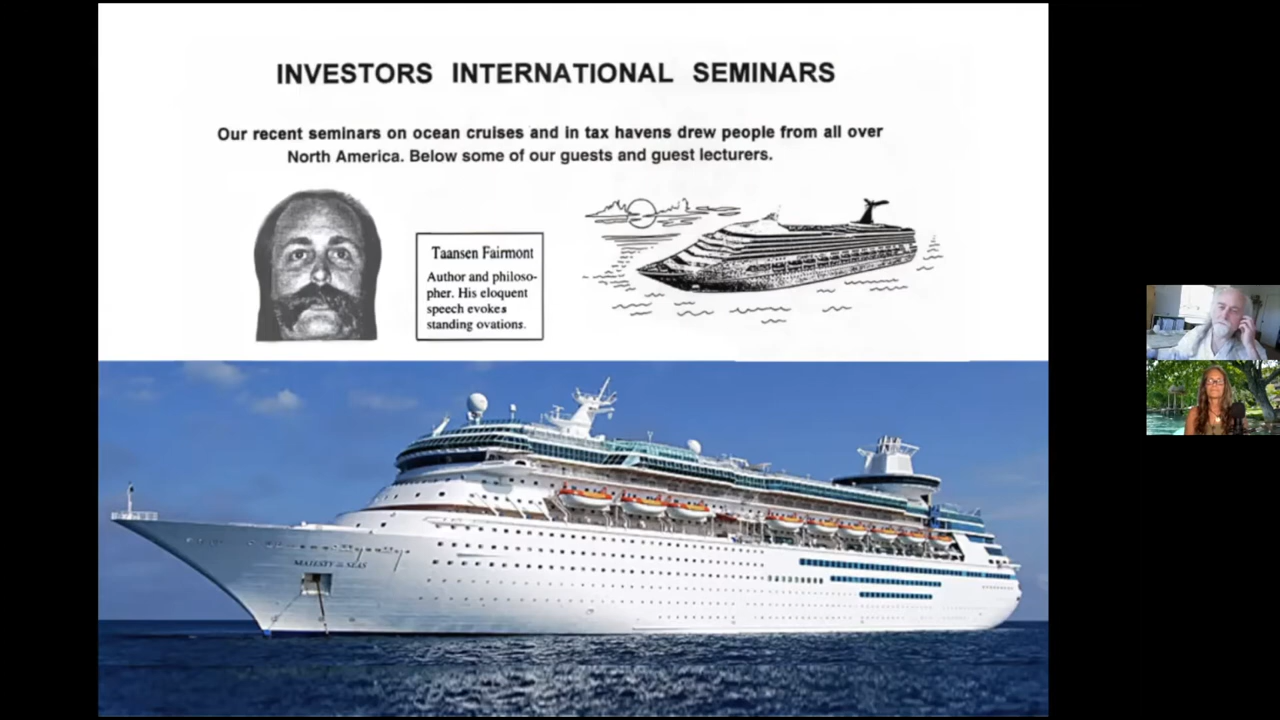 INVESTORS INTERNATIONAL SEMINARS
Our recent seminars on ocean cruises and in tax havens drew people from all over
North America. Below some of our guests and guest lecturers.
Taansen Fairmont
Author and philoso-
pher. His eloquent
speech evokes
standing ovations.
MAJESTY OF THE SEAS